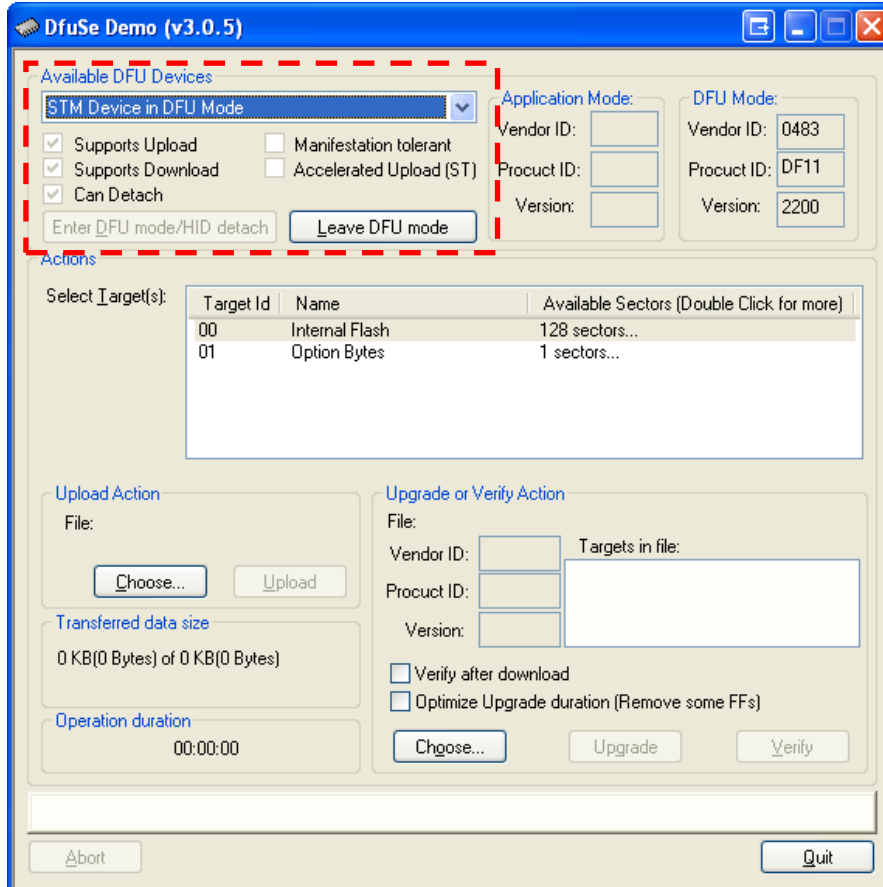 DfuSe Demo (v3.0.5)
Available DFU Devices
STM Device in DFU Mode
Supports Upload
Manifestation tolerant
Supports Download
Accelerated Upload (ST)
Can Detach
Enter DFU mode/HID detach
Leave DFU mode
Application Mode:
Vendor ID:
Procuct ID:
Version:
DFU Mode:
Vendor ID: 0483
Procuct ID: DF11
Version: 2200
Actions
Select Target(s):
Target Id Name Available Sectors (Double Click for more)
00 Internal Flash 128 sectors...
01 Option Bytes 1 sectors...
Upload Action
File:
Choose... Upload
Transferred data size
0 KB(0 Bytes) of 0 KB(0 Bytes)
Operation duration
00:00:00
Upgrade or Verify Action
File:
Vendor ID:
Procuct ID:
Version:
Targets in file:
Verify after download
Optimize Upgrade duration (Remove some FFs)
Choose... Upgrade Verify
Abort Quit